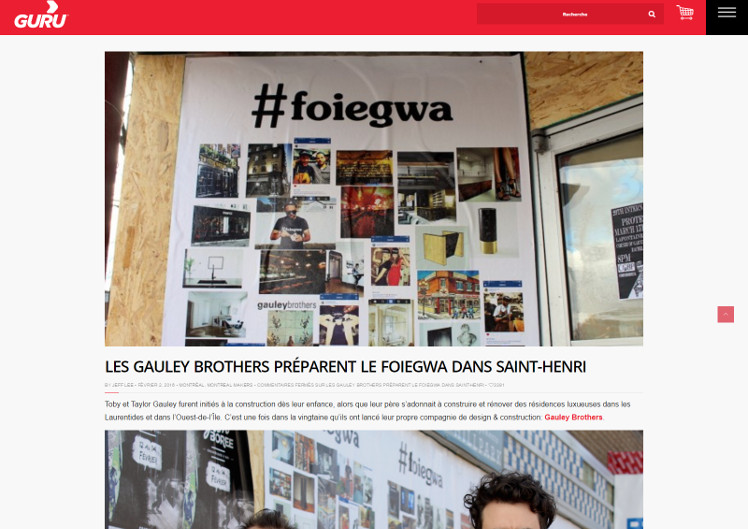 GURU
Recherche
#foiegwa
gauleybrothers
PROTE
MARCH 1
LES GAULEY BROTHERS PRÉPARENT LE FOIEGWA DANS SAINT-HENRI
BY JEFF LEE - FÉVRIER 2, 2016 - MONTRÉAL, MONTREAL MAKERS - COMMENTAIRES FERMÉS SUR LES GAULEY BROTHERS PRÉPARENT LE FOIEGWA DANS SAINT-HENRI
Toby et Taylor Gauley furent initiés à la construction dès leur enfance, alors que leur père s'adonnait à construire et rénover des résidences luxueuses dans les
Laurentides et dans l'Ouest-de-l'Île. C'est une fois dans la vingtaine qu'ils ont lancé leur propre compagnie de design & construction: Gauley Brothers.
#foiegwa